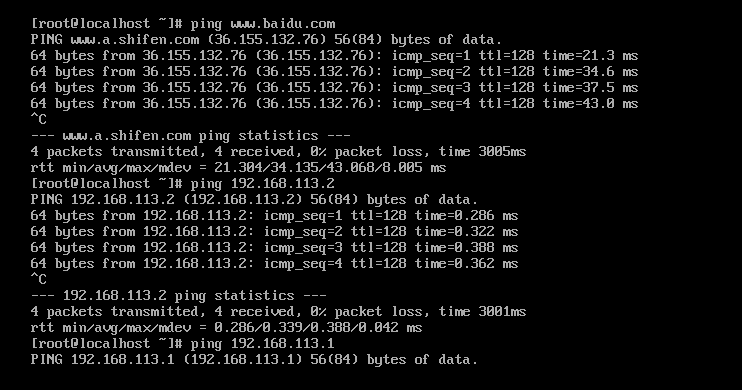 [root@localhost ~]# ping www.baidu.com
PING www.a.shifen.com (36.155.132.76) 56(84) bytes of data.
64 bytes from 36.155.132.76 (36.155.132.76): icmp_seq=1 ttl=128 time=21.3 ms
64 bytes from 36.155.132.76 (36.155.132.76): icmp_seq=2 ttl=128 time=34.6 ms
64 bytes from 36.155.132.76 (36.155.132.76): icmp_seq=3 ttl=128 time=37.5 ms
64 bytes from 36.155.132.76 (36.155.132.76): icmp_seq=4 ttl=128 time=43.0 ms
^C
--- www.a.shifen.com ping statistics ---
4 packets transmitted, 4 received, 0% packet loss, time 3005ms
rtt min/avg/max/mdev = 21.304/34.135/43.068/8.005 ms
[root@localhost ~]# ping 192.168.113.2
PING 192.168.113.2 (192.168.113.2) 56(84) bytes of data.
64 bytes from 192.168.113.2: icmp_seq=1 ttl=128 time=0.286 ms
64 bytes from 192.168.113.2: icmp_seq=2 ttl=128 time=0.322 ms
64 bytes from 192.168.113.2: icmp_seq=3 ttl=128 time=0.388 ms
64 bytes from 192.168.113.2: icmp_seq=4 ttl=128 time=0.362 ms
^C
--- 192.168.113.2 ping statistics ---
4 packets transmitted, 4 received, 0% packet loss, time 3001ms
rtt min/avg/max/mdev = 0.286/0.339/0.388/0.042 ms
[root@localhost ~]# ping 192.168.113.1
PING 192.168.113.1 (192.168.113.1) 56(84) bytes of data.